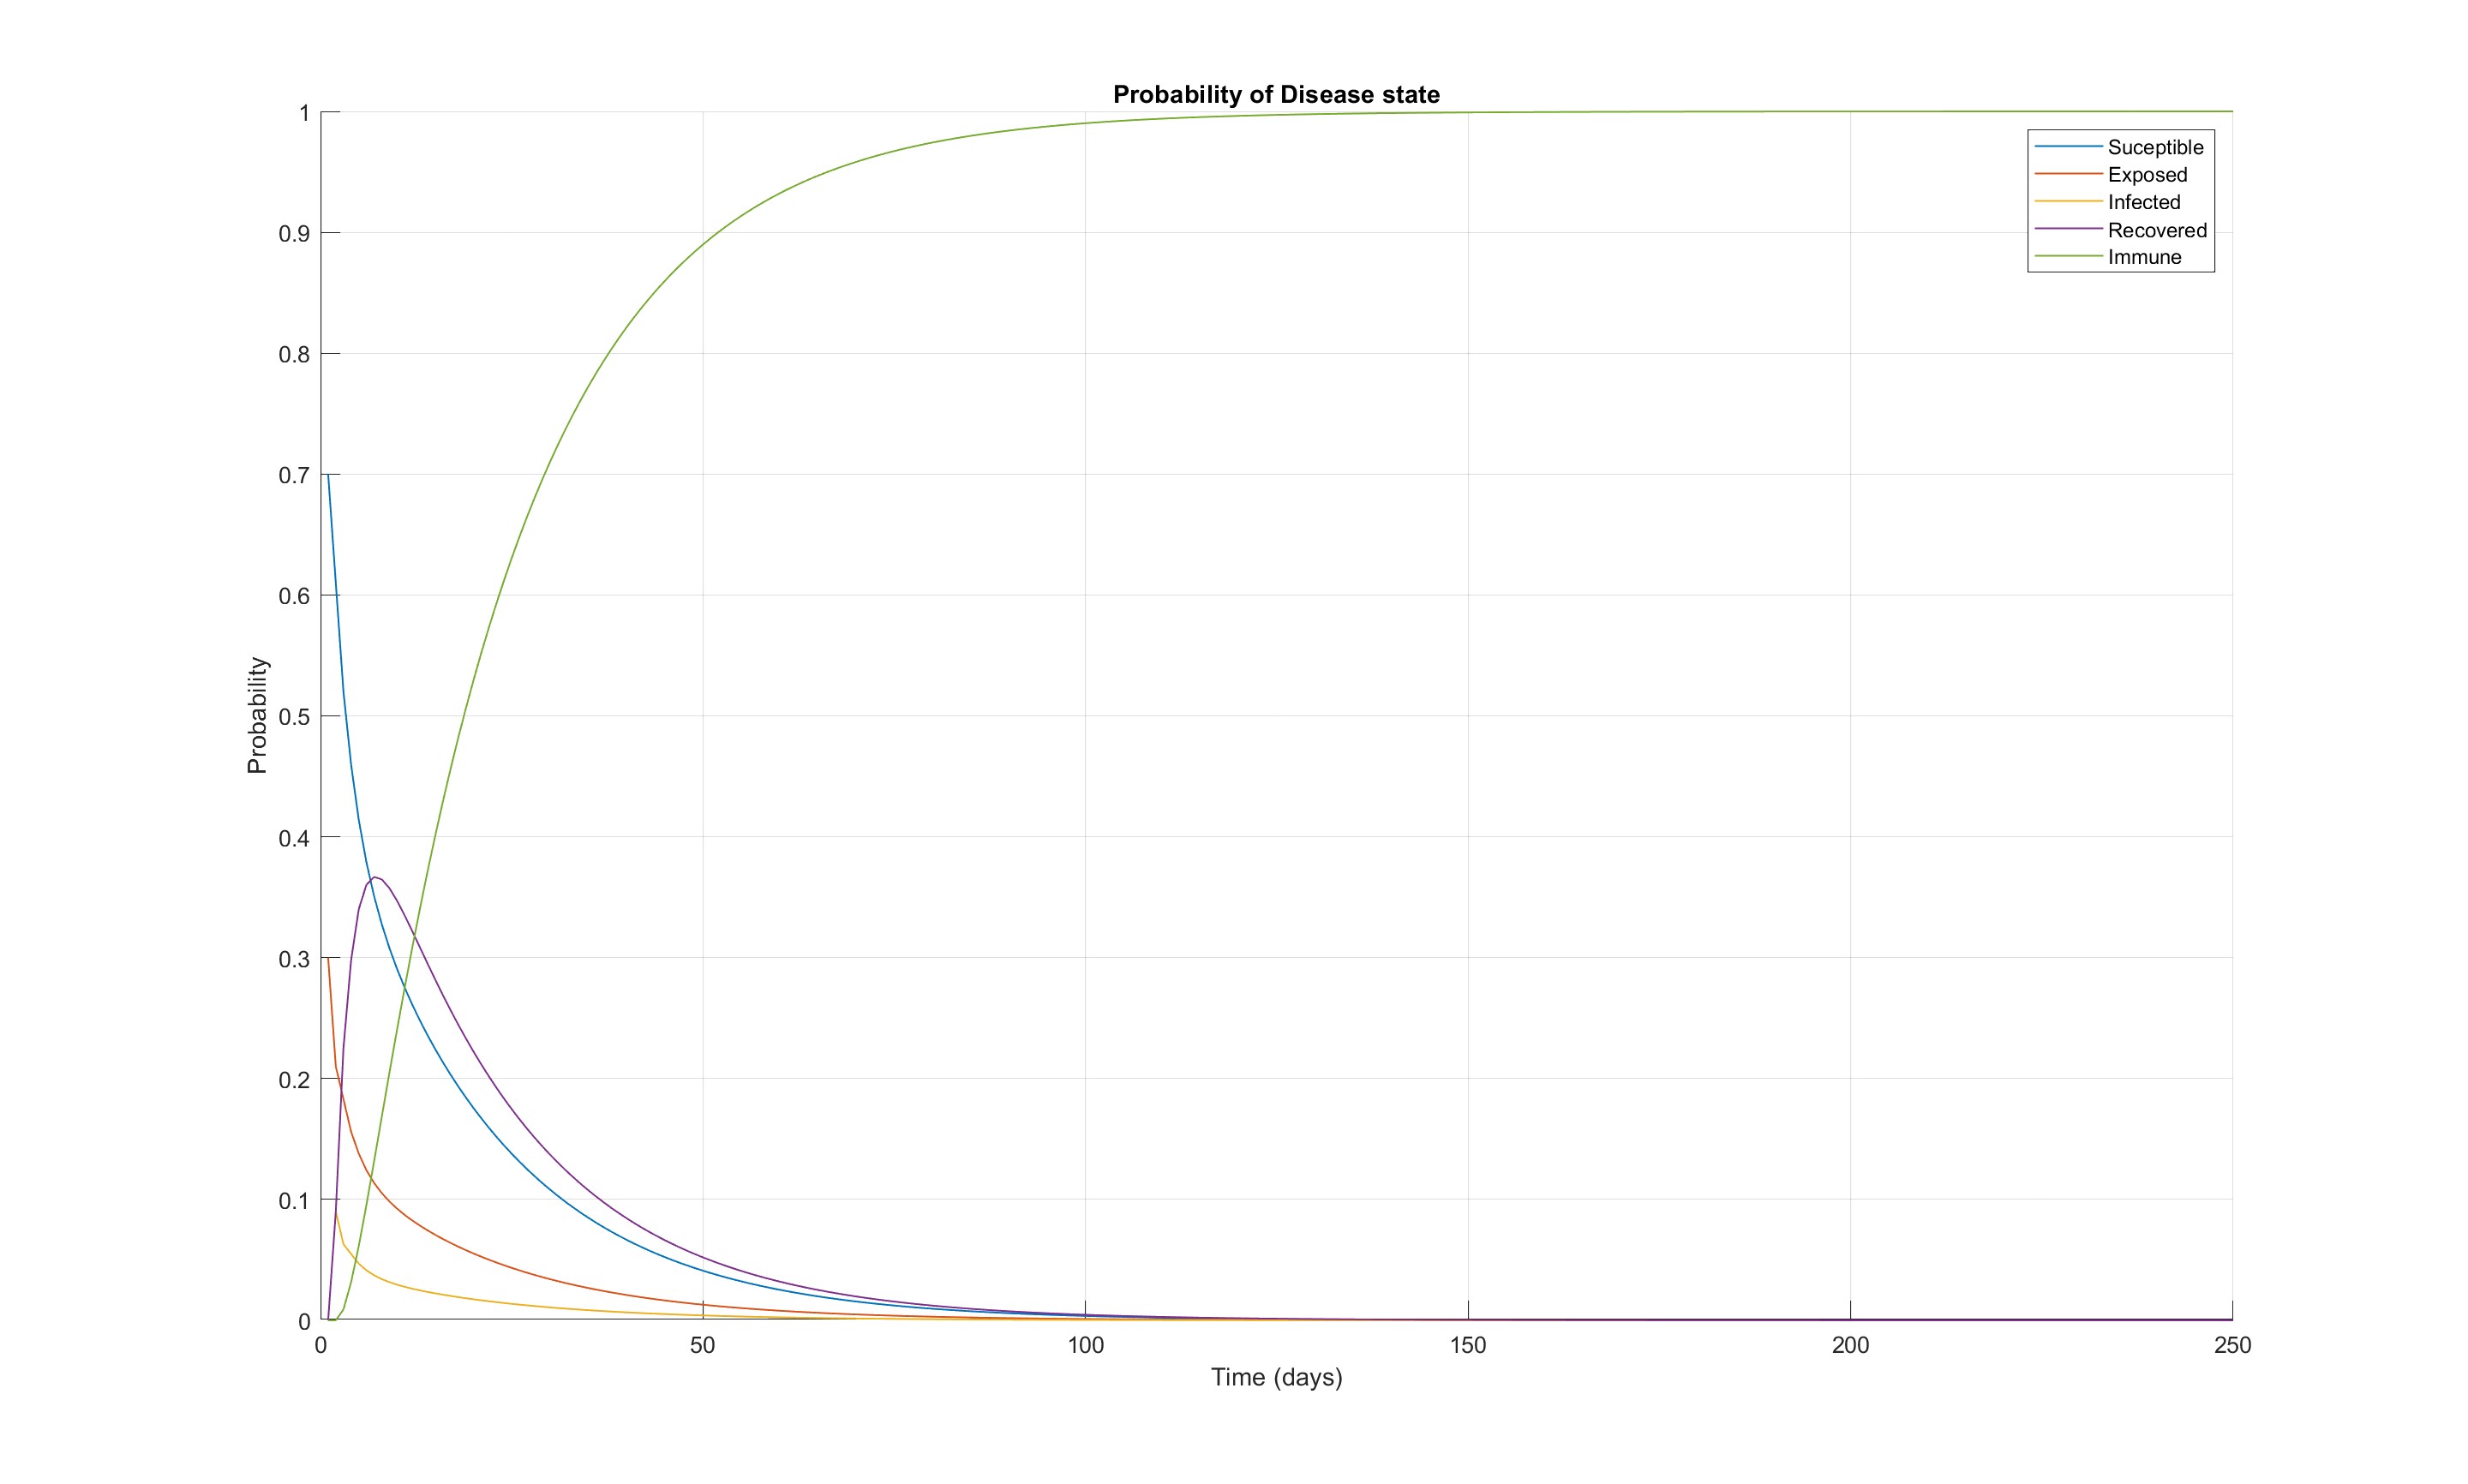 Probability of Disease state
1
0.9
0.8
0.7
0.6
0.5
0.4
0.3
0.2
0.1
0
Probability
Suceptible
Exposed
Infected
Recovered
Immune
0 50 100 150 200 250
Time (days)